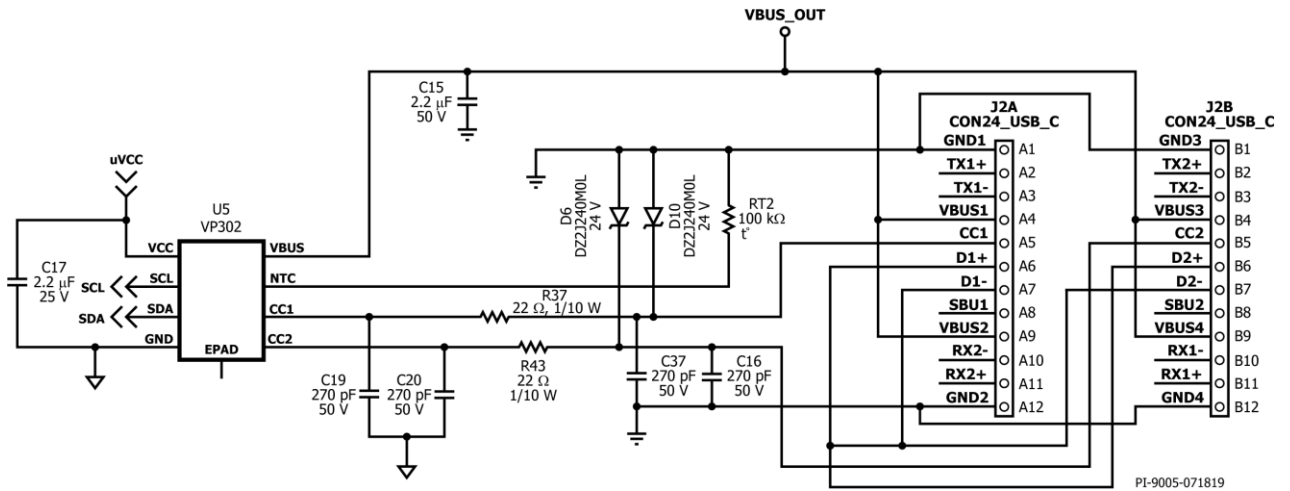 VBUS_OUT
C15
2.2 μF
50 V
J2A
CON24_USB_C
J2B
CON24_USB_C
GND1
A1
GND3
B1
TX1+
A2
TX2+
B2
TX1-
A3
TX2-
B3
VBUS1
A4
VBUS3
B4
CC1
A5
CC2
B5
D1+
A6
D2+
B6
D1-
A7
D2-
B7
SBU1
A8
SBU2
B8
VBUS2
A9
VBUS4
B9
RX2-
A10
RX1-
B10
RX2+
A11
RX1+
B11
GND2
A12
GND4
B12
uVCC
U5
VP302
D6
DZ2J240M0L
24 V
D10
DZ2J240M0L
24 V
RT2
100 kΩ
t°
VCC
VBUS
C17
2.2 μF
25 V
SCL
SCL
NTC
SDA
SDA
CC1
GND
CC2
EPAD
R37
22 Ω, 1/10 W
R43
22 Ω
1/10 W
C19
270 pF
50 V
C20
270 pF
50 V
C37
270 pF
50 V
C16
270 pF
50 V
PI-9005-071819